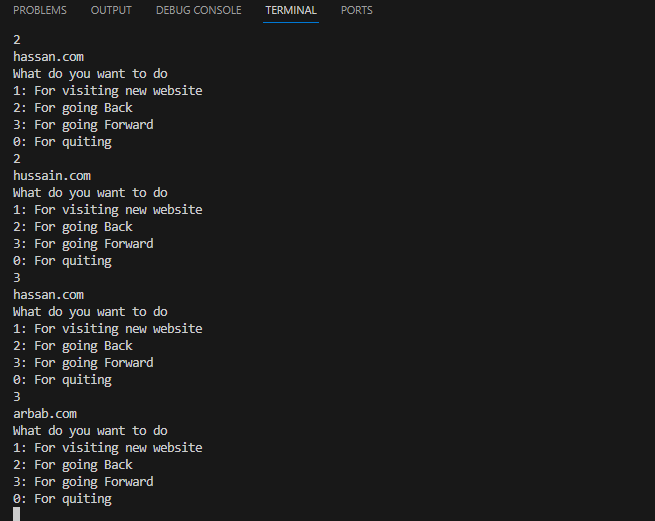 PROBLEMS OUTPUT DEBUG CONSOLE TERMINAL PORTS
2
hassan.com
What do you want to do
1: For visiting new website
2: For going Back
3: For going Forward
0: For quiting
2
hussain.com
What do you want to do
1: For visiting new website
2: For going Back
3: For going Forward
0: For quiting
3
hassan.com
What do you want to do
1: For visiting new website
2: For going Back
3: For going Forward
0: For quiting
3
arbab.com
What do you want to do
1: For visiting new website
2: For going Back
3: For going Forward
0: For quiting